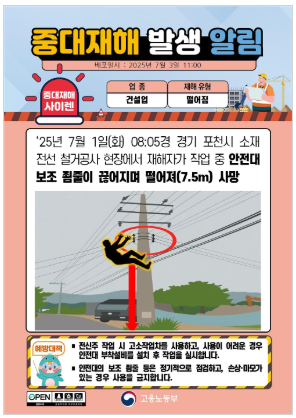 중대재해 발생 알림
배포일시 : 2025년 7월 3일 11:00
중대재해
사이렌
업 종
재해 유형
건설업
떨어짐
'25년 7월 1일(화) 08:05경 경기 포천시 소재
전선 철거공사 현장에서 재해자가 작업 중 안전대
보조 죔줄이 끊어지며 떨어져(7.5m) 사망
예방대책
전신주 작업 시 고소작업차를 사용하고, 사용이 어려운 경우
안전대 부착설비를 설치 후 작업을 실시합니다.
안전대의 보조 죔줄 등은 정기적으로 점검하고, 손상·마모가
있는 경우 사용을 금지합니다.
OPEN
고용노동부